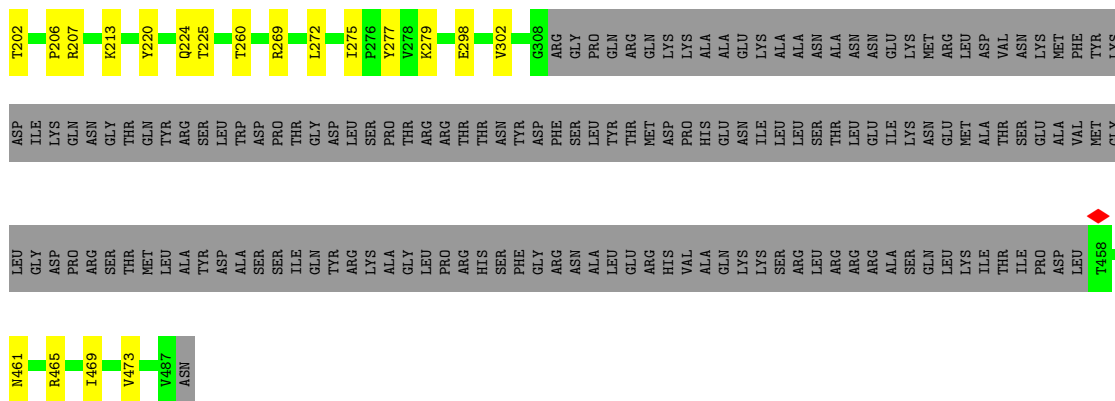 T202 P206 R207 K213 Y220 Q224 T225 T260 R269 L272 I275 P276 Y277 V278 K279 E298 V302 G308 ARG GLY PRO GLN ARG GLN LYS LYS ALA ALA GLU LYS ALA ALA ASN ALA ASN ASN GLU LYS MET ARG LEU ASP VAL ASN LYS MET PHE TYR LYS
ASP ILE LYS GLN ASN GLY THR GLN TYR ARG SER LEU TRP ASP PRO THR GLY ASP LEU SER PRO THR ARG ARG THR THR ASN TYR ASP PHE SER LEU TYR THR MET ASP PRO HIS GLU ASN ILE LEU LEU SER THR LEU GLU ILE LYS ASN GLU MET ALA THR SER GLU ALA VAL MET GLY
LEU GLY ASP PRO ARG SER THR MET LEU ALA TYR ASP ALA SER SER ILE GLN TYR ARG LYS ALA GLY LEU PRO ARG HIS SER PHE GLY ARG ASN ALA LEU GLU ARG HIS VAL ALA GLN LYS LYS SER ARG LEU ARG ARG ARG ALA SER GLN LEU LYS ILE THR ILE PRO ASP LEU T458
N461 R465 I469 V473 V487 ASN